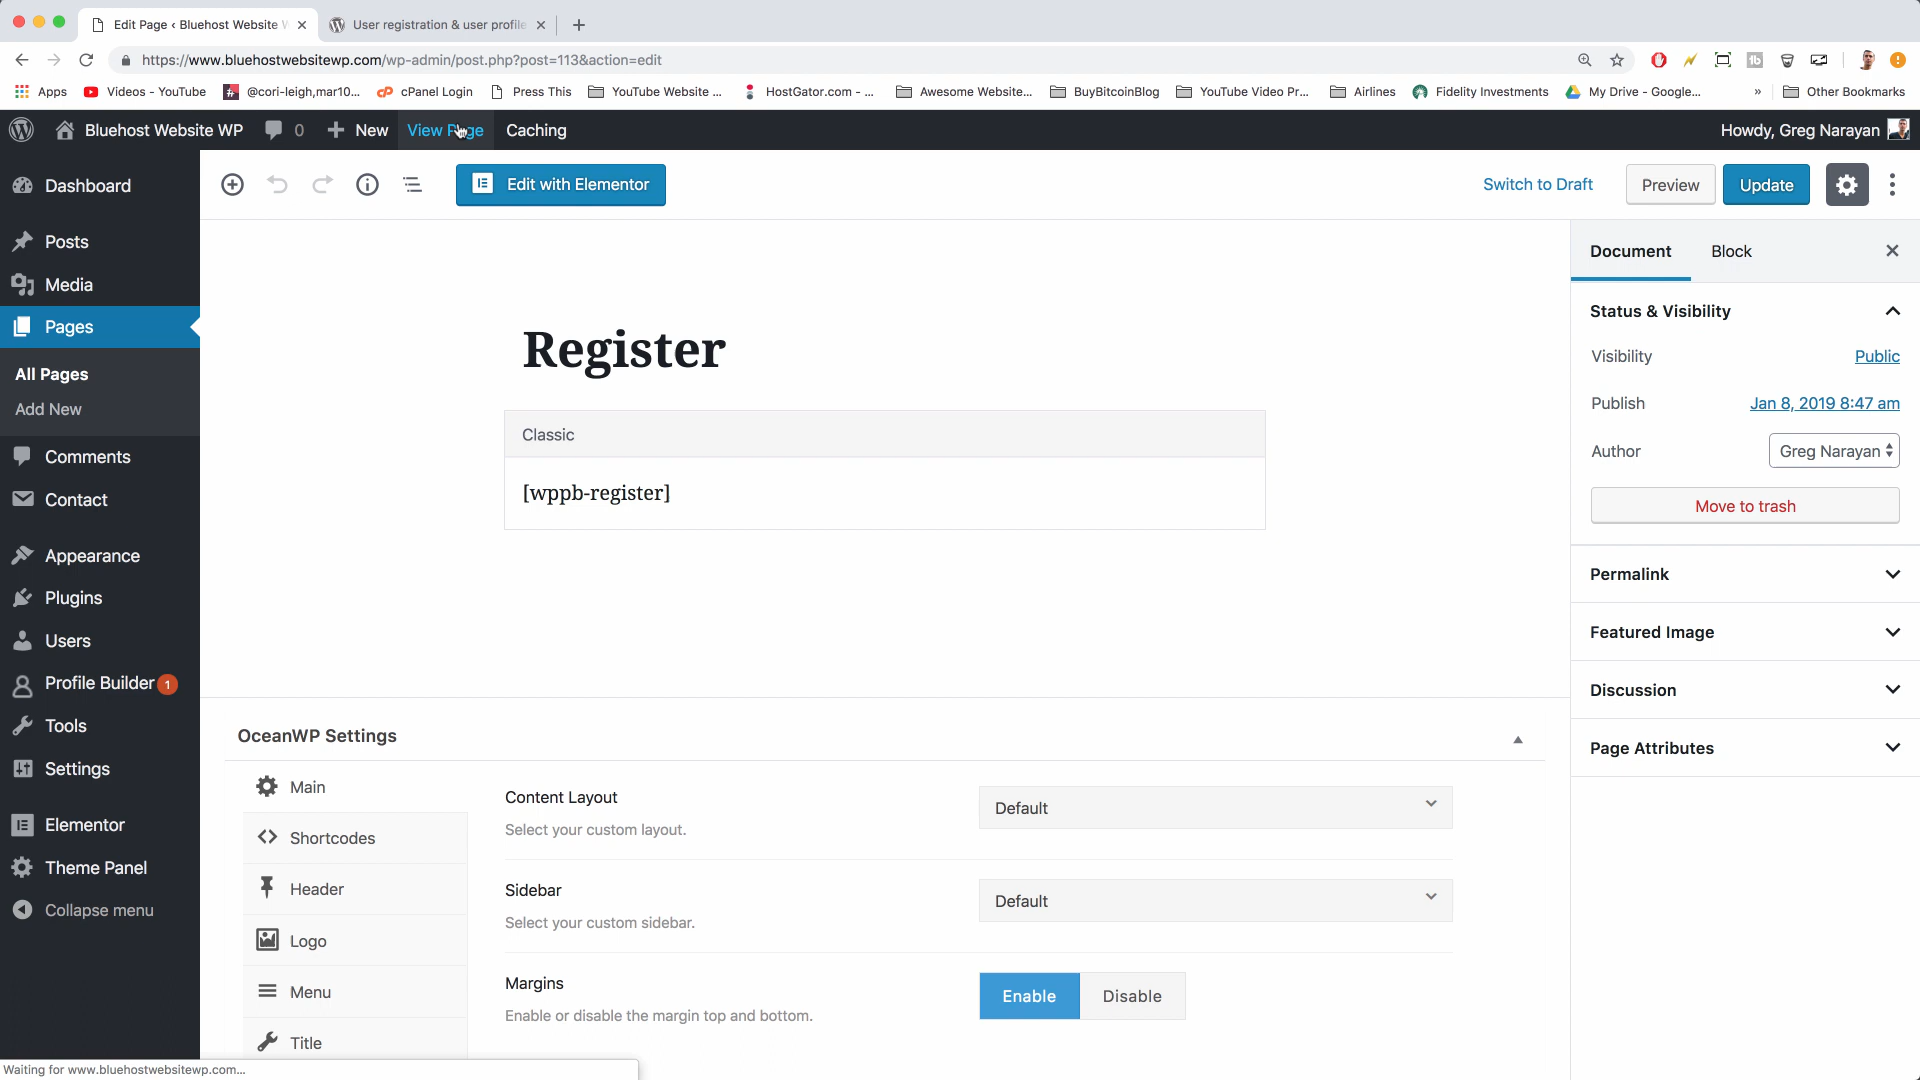 Edit Page ‹ Bluehost Website W
User registration & user profile
https://www.bluehostwebsitewp.com/wp-admin/post.php?post=113&action=edit
Apps
Videos - YouTube
@cori-leigh,mar10...
cPanel Login
Press This
YouTube Website ...
HostGator.com - ...
Awesome Website...
BuyBitcoinBlog
YouTube Video Pr...
Airlines
Fidelity Investments
My Drive - Google...
»
Other Bookmarks
Bluehost Website WP
0
New
View Page
Caching
Howdy, Greg Narayan
Dashboard
Posts
Media
Pages
All Pages
Add New
Comments
Contact
Appearance
Plugins
Users
Profile Builder 1
Tools
Settings
Elementor
Theme Panel
Collapse menu
Edit with Elementor
Switch to Draft
Preview
Update
Register
Classic
[wppb-register]
OceanWP Settings
Main
Shortcodes
Header
Logo
Menu
Title
Content Layout
Select your custom layout.
Default
Sidebar
Select your custom sidebar.
Default
Margins
Enable or disable the margin top and bottom.
Enable
Disable
Document
Block
Status & Visibility
Visibility
Public
Publish
Jan 8, 2019 8:47 am
Author
Greg Narayan
Move to trash
Permalink
Featured Image
Discussion
Page Attributes
Waiting for www.bluehostwebsitewp.com...